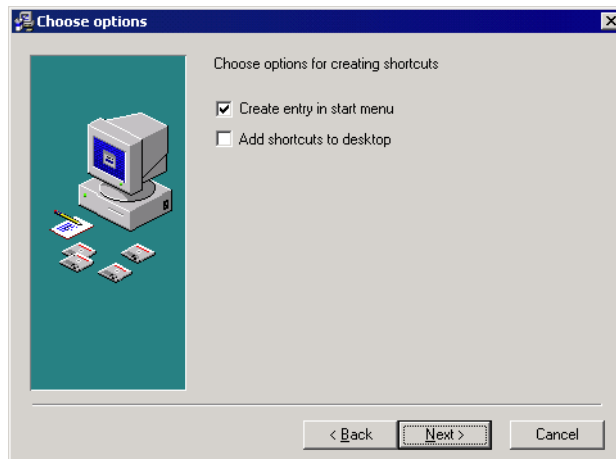 Choose options
Choose options for creating shortcuts
Create entry in start menu
Add shortcuts to desktop
< Back
Next >
Cancel